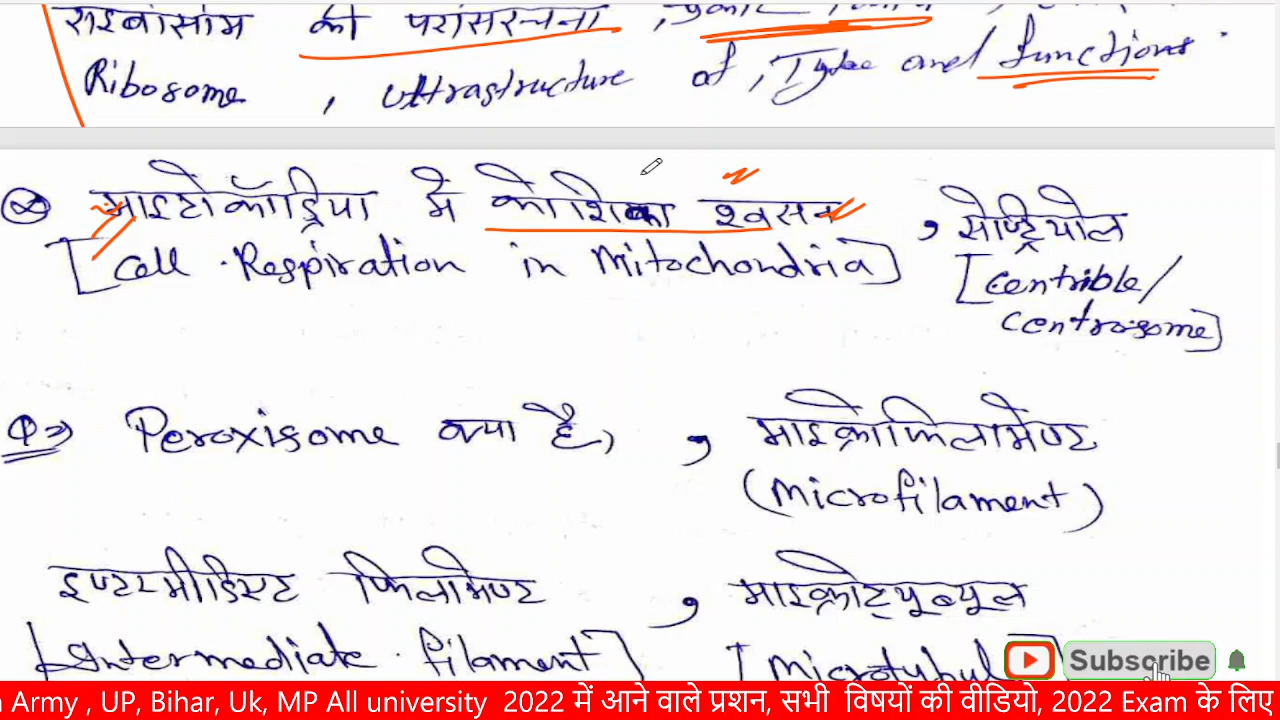 राइबोसोम की परासंरचना ,
Ribosome , ultrastructure of , Type and functions.
माइटोकॉंड्रिया में कोशिका श्वसन , सेण्ट्रियोल
[Cell Respiration in Mitochondria] [Centrible/
Centrosome]
Q⇒ Peroxisome क्या है, , माइक्रोफिलामेण्ट
(Microfilament)
इण्टरमीडिएट फिलामेण्ट , माइक्रोट्यूब्यूल
[Intermediate filament] [Microtubul
Subscribe
Army , UP, Bihar, Uk, MP All university 2022 में आने वाले प्रशन, सभी विषयों की वीडियो, 2022 Exam के लिए